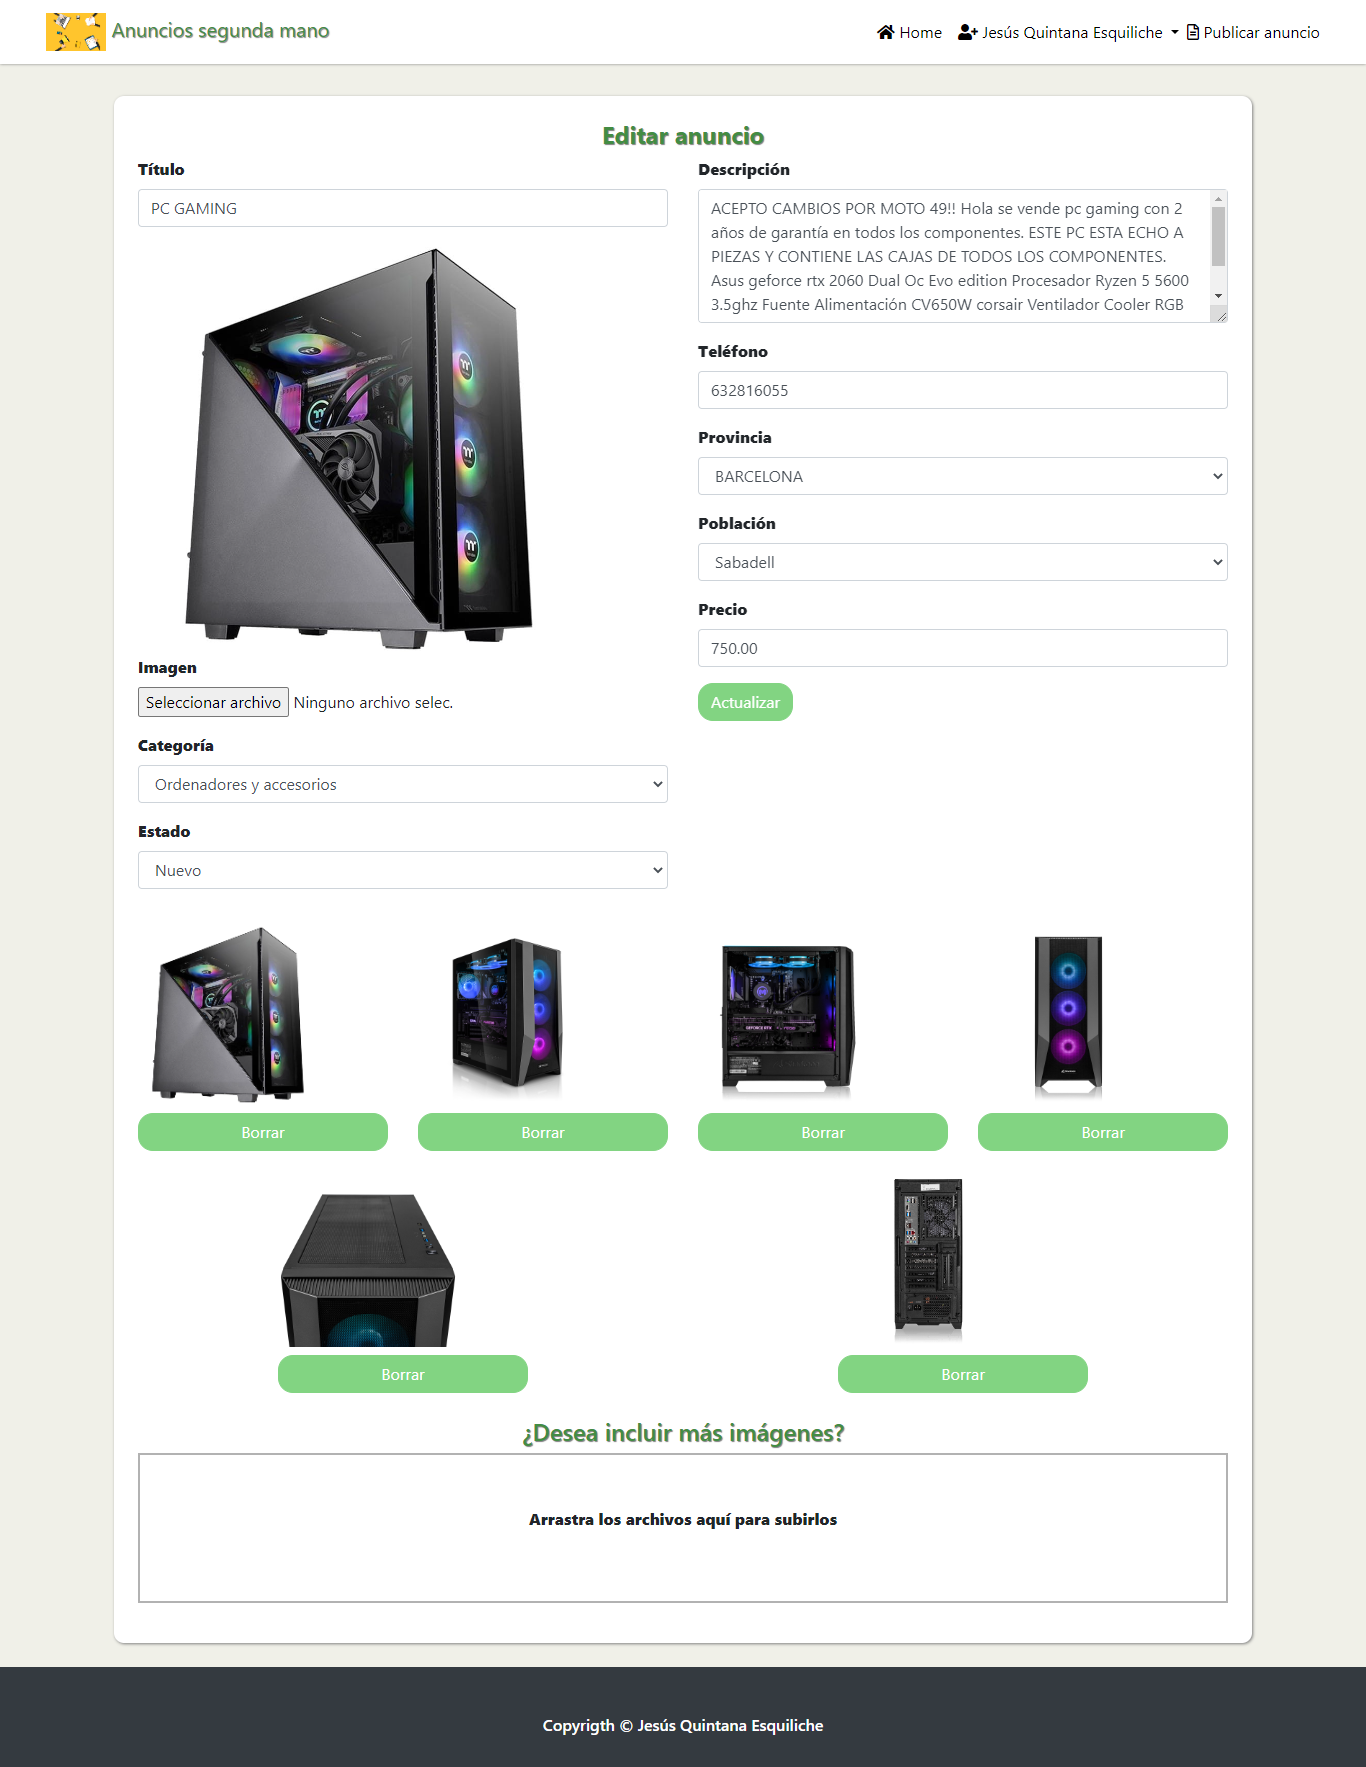 Anuncios segunda mano
Home
Jesús Quintana Esquiliche
Publicar anuncio
Editar anuncio
Título
PC GAMING
Imagen
Seleccionar archivo Ninguno archivo selec.
Categoría
Ordenadores y accesorios
Estado
Nuevo
Descripción
ACEPTO CAMBIOS POR MOTO 49!! Hola se vende pc gaming con 2
años de garantía en todos los componentes. ESTE PC ESTA ECHO A
PIEZAS Y CONTIENE LAS CAJAS DE TODOS LOS COMPONENTES.
Asus geforce rtx 2060 Dual Oc Evo edition Procesador Ryzen 5 5600
3.5ghz Fuente Alimentación CV650W corsair Ventilador Cooler RGB
Teléfono
632816055
Provincia
BARCELONA
Población
Sabadell
Precio
750.00
Actualizar
Borrar
Borrar
Borrar
Borrar
Borrar
Borrar
¿Desea incluir más imágenes?
Arrastra los archivos aquí para subirlos
Copyrigth © Jesús Quintana Esquiliche